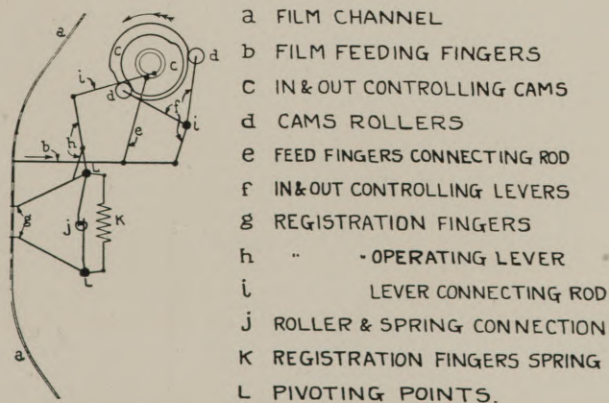 a FILM CHANNEL
b FILM FEEDING FINGERS
C IN & OUT CONTROLLING CAMS
d CAMS ROLLERS
e FEED FINGERS CONNECTING ROD
f IN & OUT CONTROLLING LEVERS
g REGISTRATION FINGERS
h " " OPERATING LEVER
i LEVER CONNECTING ROD
j ROLLER & SPRING CONNECTION
K REGISTRATION FINGERS SPRING
L PIVOTING POINTS.
a
c
c
d
d
i
f
i
h
e
b
L
g
j
K
L
a